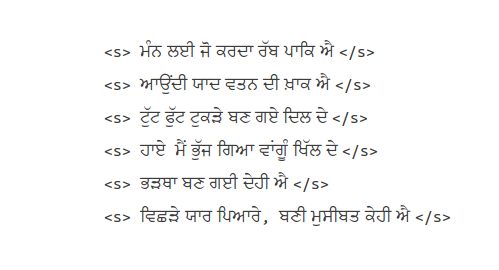 <s> ਮੰਨ ਲਈ ਜੋ ਕਰਦਾ ਰੱਬ ਪਾਕਿ ਐ </s>
<s> ਆਉਂਦੀ ਯਾਦ ਵਤਨ ਦੀ ਖ਼ਾਕ ਐ </s>
<s> ਟੁੱਟ ਫੁੱਟ ਟੁਕੜੇ ਬਣ ਗਏ ਦਿਲ ਦੇ </s>
<s> ਹਾਏ ਮੈਂ ਭੁੱਜ ਗਿਆ ਵਾਂਗੂੰ ਖਿੱਲ ਦੇ </s>
<s> ਭੜਥਾ ਬਣ ਗਈ ਦੇਹੀ ਐ </s>
<s> ਵਿਛੜੇ ਯਾਰ ਪਿਆਰੇ, ਬਣੀ ਮੁਸੀਬਤ ਕੇਹੀ ਐ </s>